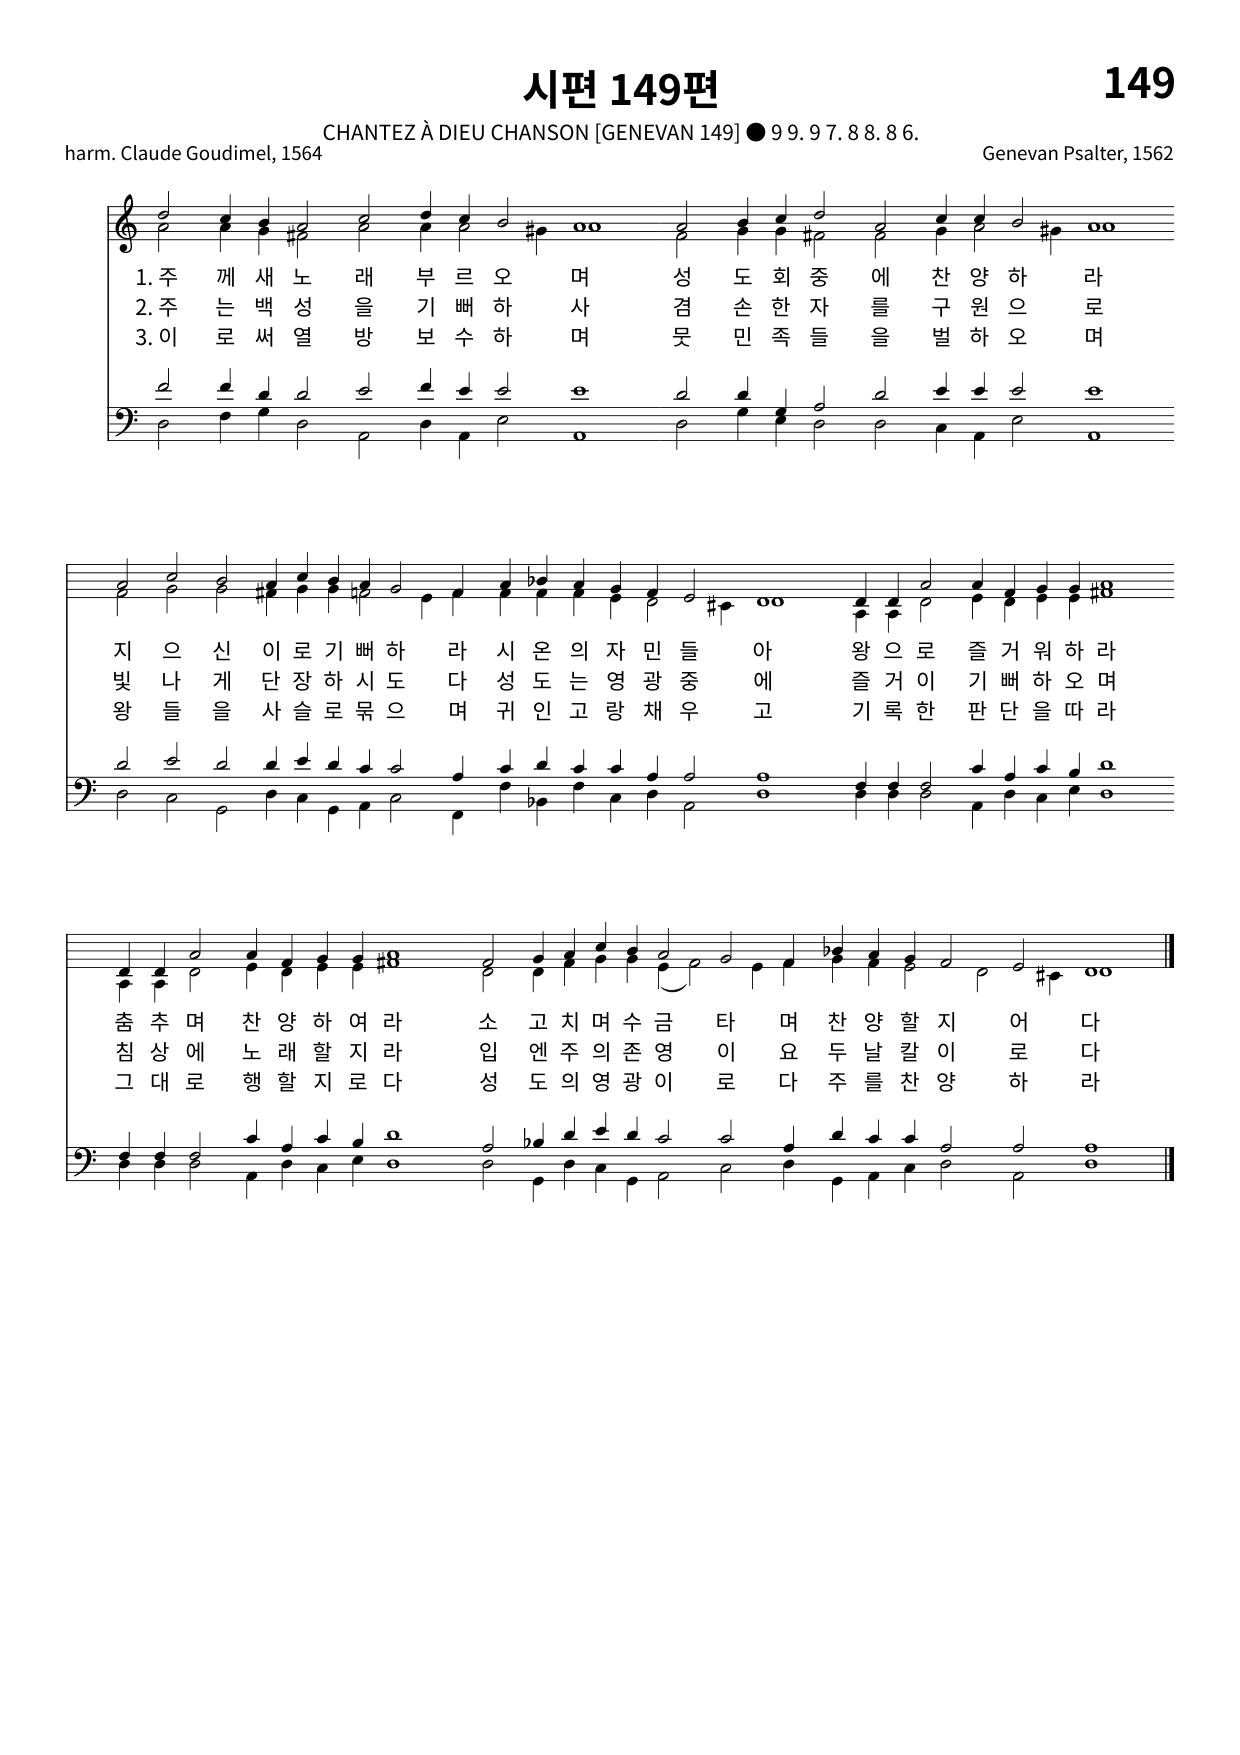 시편 149편
149
CHANTEZ À DIEU CHANSON [GENEVAN 149] ● 9 9. 9 7. 8 8. 8 6.
harm. Claude Goudimel, 1564
Genevan Psalter, 1562
1. 주 께 새 노 래 부 르 오 며 성 도 회 중 에 찬 양 하 라
2. 주 는 백 성 을 기 뻐 하 사 겸 손 한 자 를 구 원 으 로
3. 이 로 써 열 방 보 수 하 며 뭇 민 족 들 을 벌 하 오 며
지 으 신 이 로 기 뻐 하 라 시 온 의 자 민 들 아 왕 으 로 즐 거 워 하 라
빛 나 게 단 장 하 시 도 다 성 도 는 영 광 중 에 즐 거 이 기 뻐 하 오 며
왕 들 을 사 슬 로 묶 으 며 귀 인 고 랑 채 우 고 기 록 한 판 단 을 따 라
춤 추 며 찬 양 하 여 라 소 고 치 며 수 금 타 며 찬 양 할 지 어 다
침 상 에 노 래 할 지 라 입 엔 주 의 존 영 이 요 두 날 칼 이 로 다
그 대 로 행 할 지 로 다 성 도 의 영 광 이 로 다 주 를 찬 양 하 라